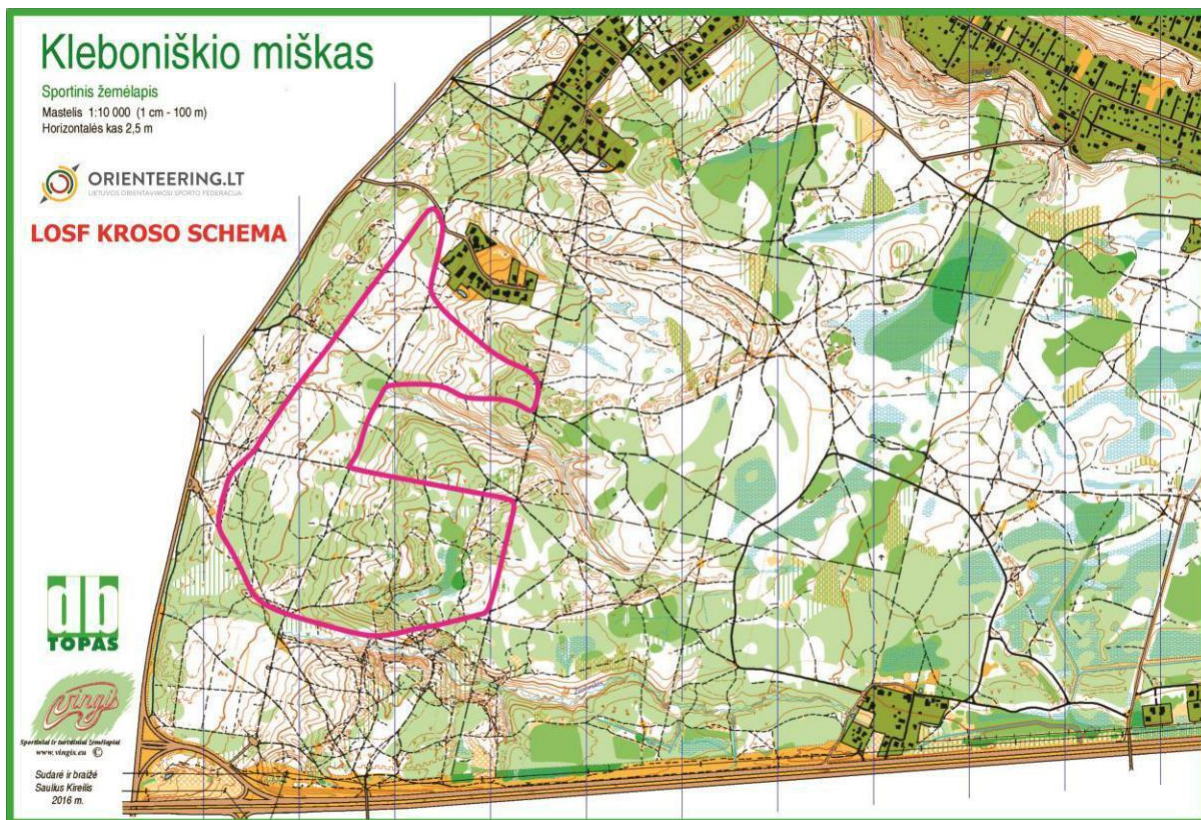 Kleboniškio miškas
Sportinis žemėlapis
Mastelis 1:10 000 (1 cm - 100 m)
Horizontalės kas 2,5 m
ORIENTEERING.LT
LIETUVOS ORIENTAVIMOSI SPORTO FEDERACIJA
LOSF KROSO SCHEMA
db
TOPAS
vingis
Sportiniai ir turistiniai žemėlapiai
www.vingis.eu ©
Sudarė ir braižė
Saulius Kireilis
2016 m.